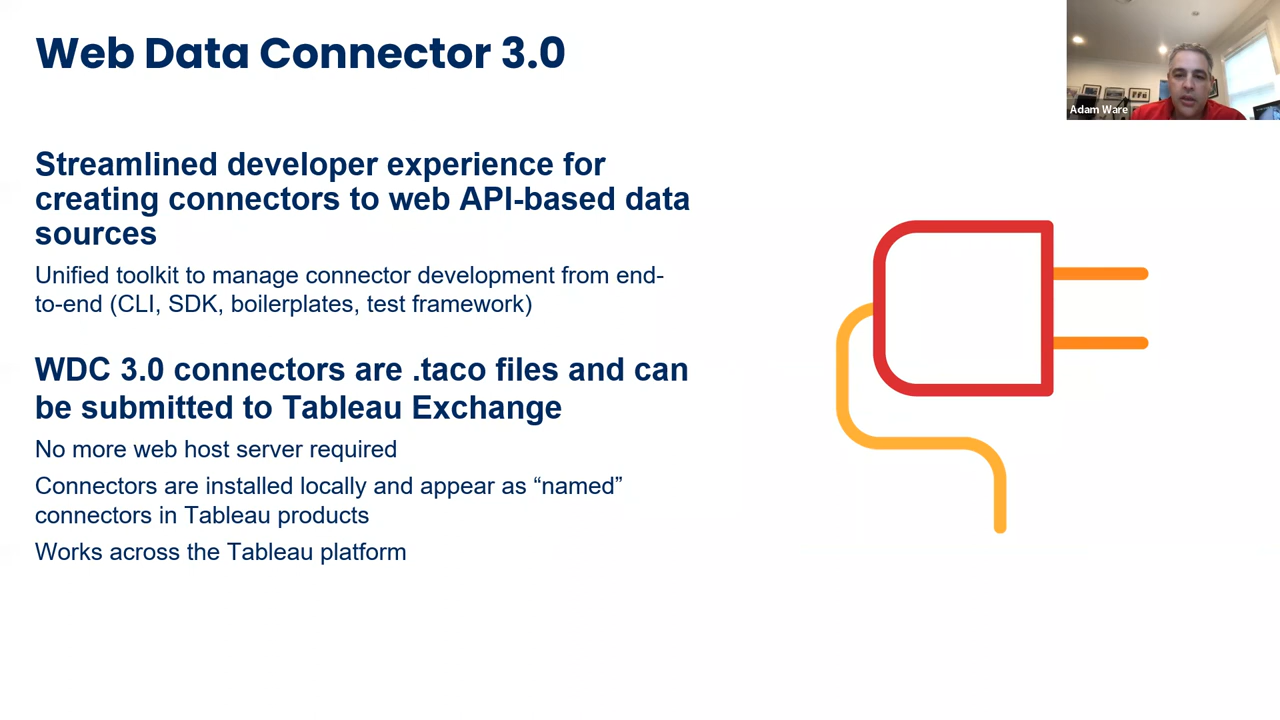 Web Data Connector 3.0
Adam Ware
Streamlined developer experience for
creating connectors to web API-based data
sources
Unified toolkit to manage connector development from end-
to-end (CLI, SDK, boilerplates, test framework)
WDC 3.0 connectors are .taco files and can
be submitted to Tableau Exchange
No more web host server required
Connectors are installed locally and appear as “named”
connectors in Tableau products
Works across the Tableau platform